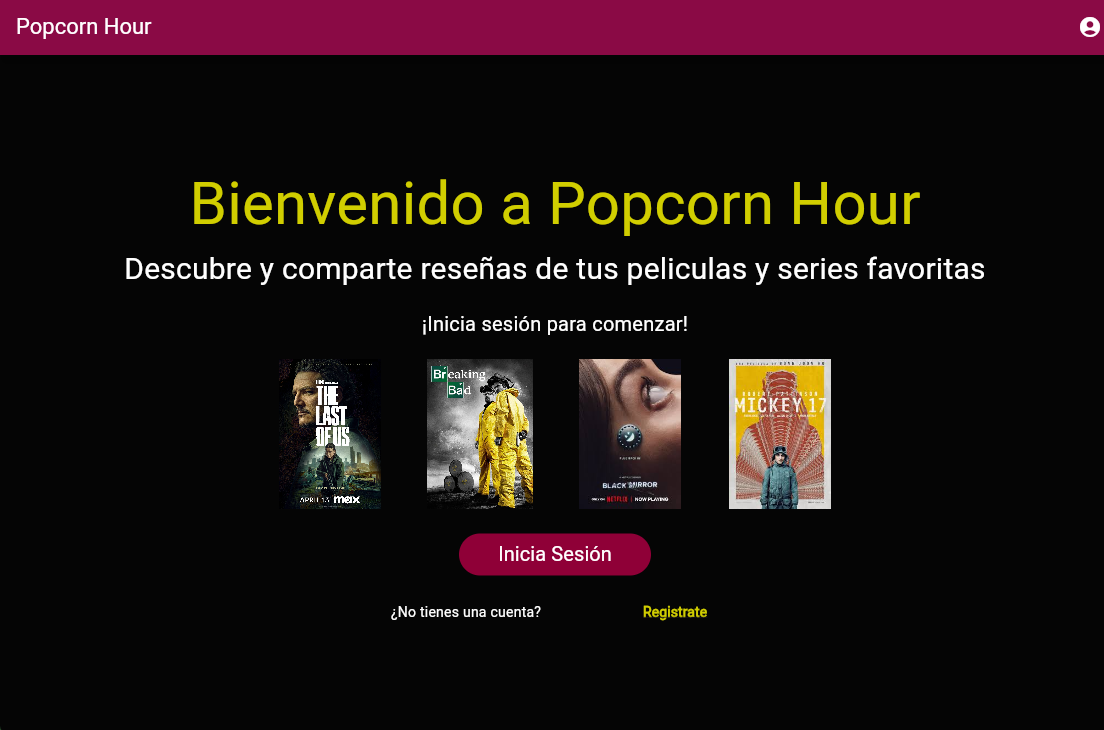 Popcorn Hour
Bienvenido a Popcorn Hour
Descubre y comparte reseñas de tus peliculas y series favoritas
¡Inicia sesión para comenzar!
THE
LAST
OF US
APRIL 13 max
Breaking
Bad
BLACK MIRROR
NETFLIX | NOW PLAYING
ROBERT PATTINSON
MICKEY 17
Inicia Sesión
¿No tienes una cuenta? Registrate